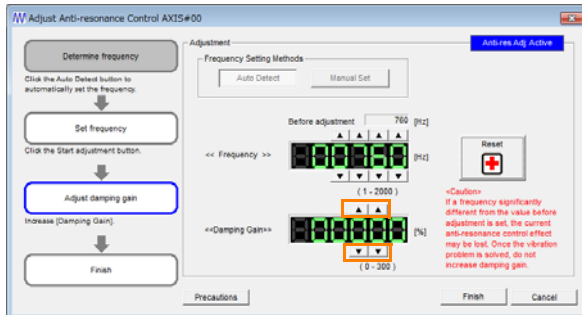 Adjust Anti-resonance Control AXIS#00
Determine frequency
Click the Auto Detect button to
automatically set the frequency.
Set frequency
Click the Start adjustment button.
Adjust damping gain
Increase [Damping Gain].
Finish
Adjustment
Anti-res Adj Active
Frequency Setting Methods
Auto Detect
Manual Set
Before adjustment 760 [Hz]
<< Frequency >> 000760 [Hz]
( 1 - 2000 )
<<Damping Gain>> 000000 [%]
( 0 - 300 )
Reset
<Caution>
If a frequency significantly
different from the value before
adjustment is set, the current
anti-resonance control effect
may be lost. Once the vibration
problem is solved, do not
increase damping gain.
Precautions
Finish
Cancel